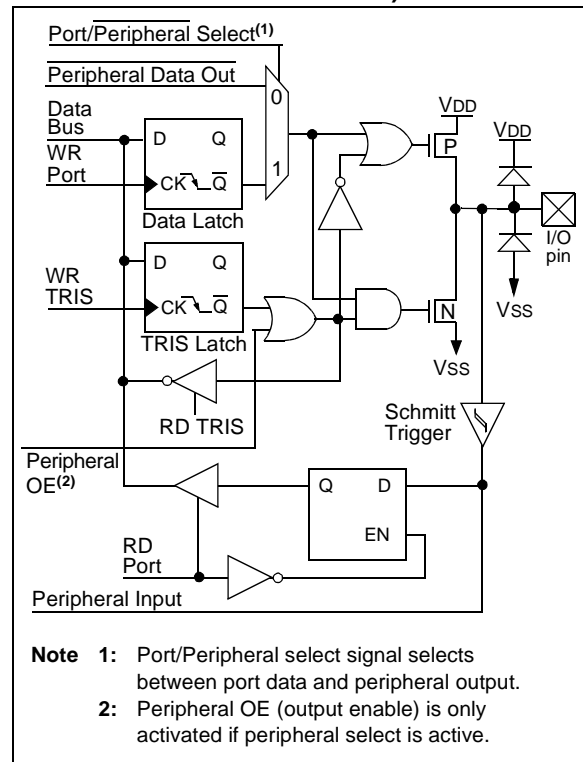 Port/Peripheral Select(1)
Peripheral Data Out
Data
Bus
WR
Port
0
1
D Q
CK Q
Data Latch
VDD
P
VDD
I/O
pin
D Q
CK Q
TRIS Latch
WR
TRIS
N
VSS
VSS
RD TRIS
Schmitt
Trigger
Peripheral
OE(2)
Q D
EN
RD
Port
Peripheral Input
Note 1: Port/Peripheral select signal selects
between port data and peripheral output.
2: Peripheral OE (output enable) is only
activated if peripheral select is active.